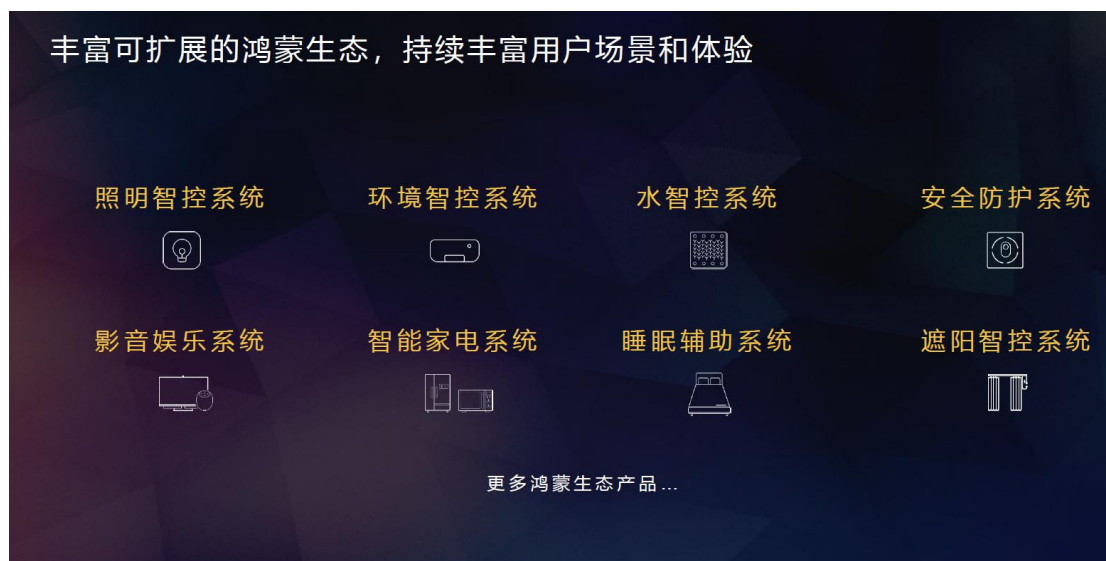 丰富可扩展的鸿蒙生态，持续丰富用户场景和体验
照明智控系统 环境智控系统 水智控系统 安全防护系统
影音娱乐系统 智能家电系统 睡眠辅助系统 遮阳智控系统
更多鸿蒙生态产品...